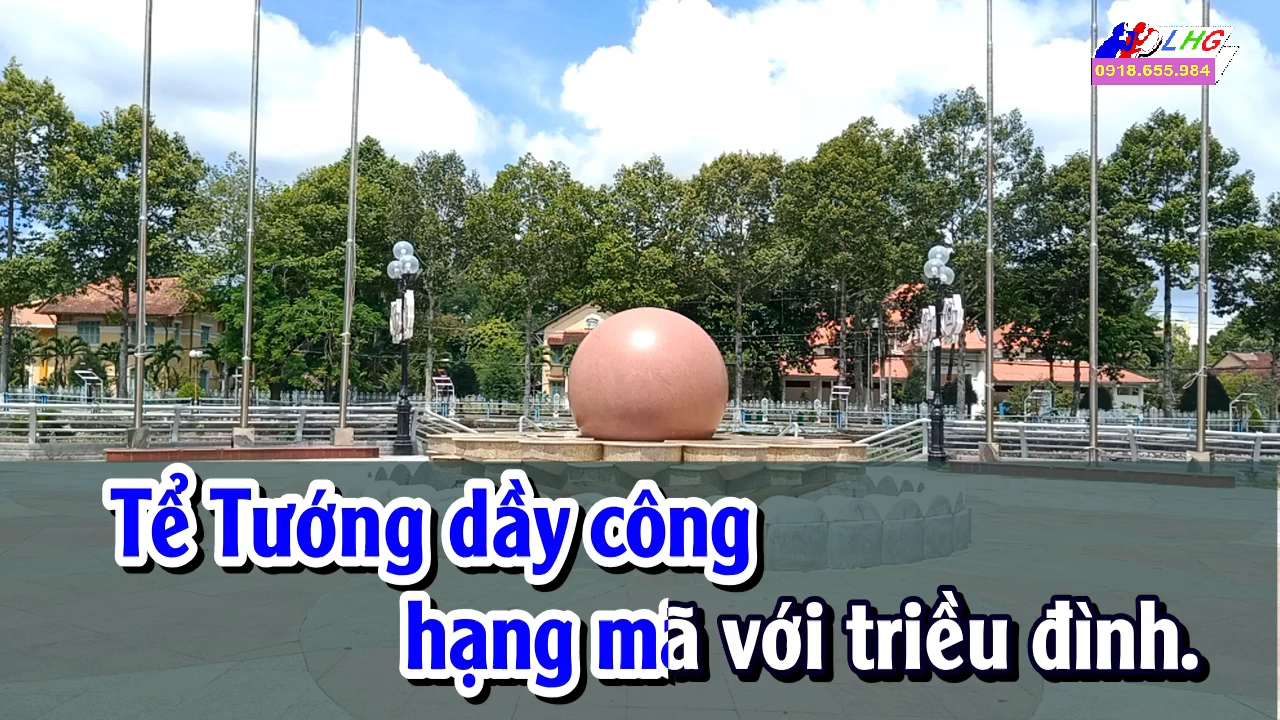 LHG
0918.655.984
Tể Tướng dầy công
hạng mã với triều đình.